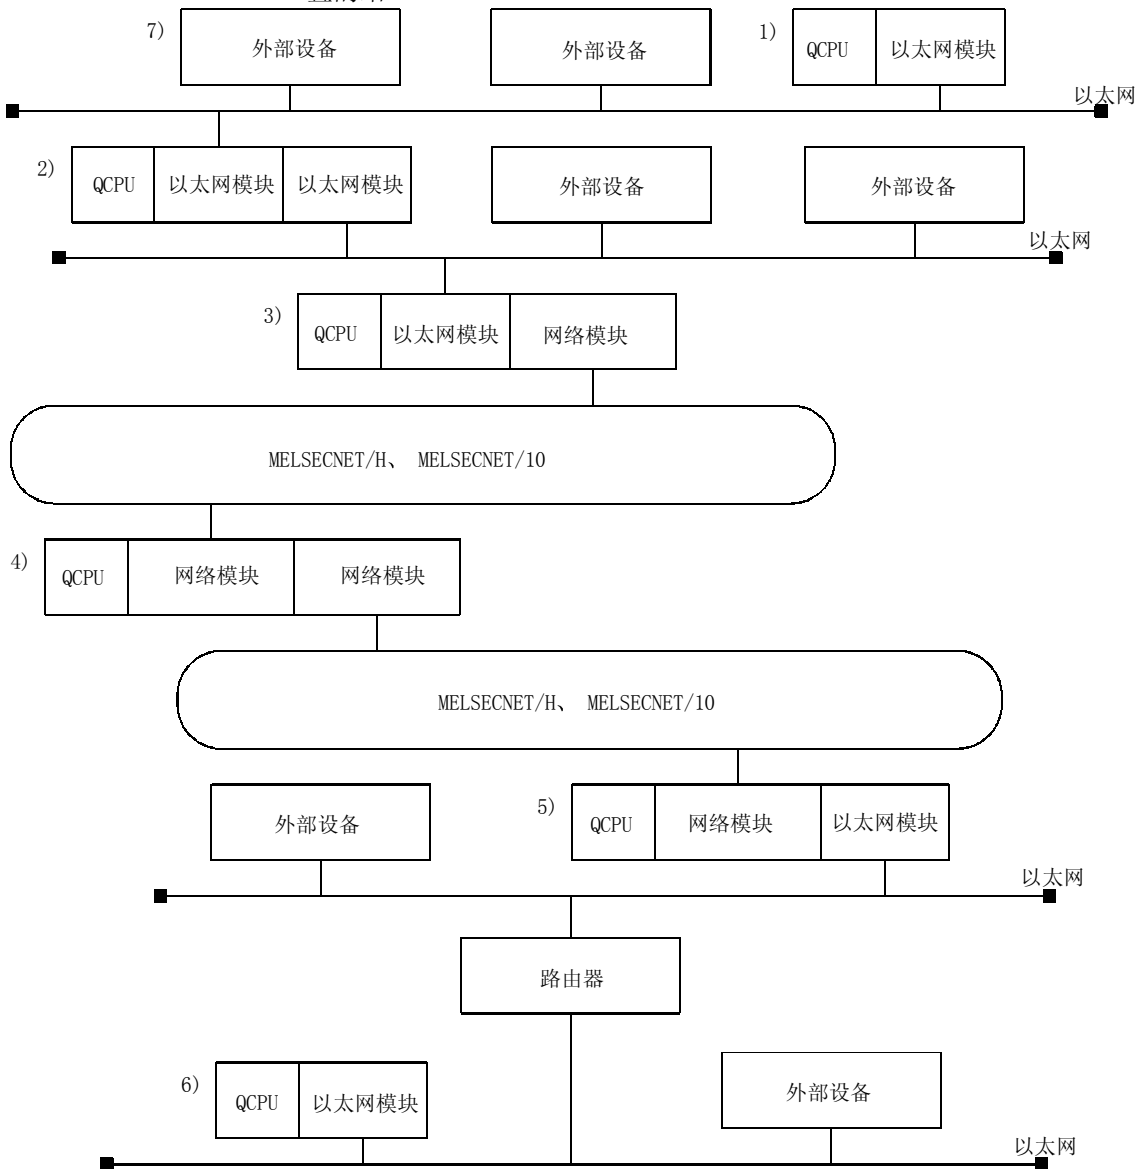 7)
外部设备
外部设备
1)
QCPU
以太网模块
以太网
2)
QCPU
以太网模块
以太网模块
外部设备
外部设备
以太网
3)
QCPU
以太网模块
网络模块
MELSECNET/H、 MELSECNET/10
4)
QCPU
网络模块
网络模块
MELSECNET/H、 MELSECNET/10
外部设备
5)
QCPU
网络模块
以太网模块
以太网
路由器
6)
QCPU
以太网模块
外部设备
以太网